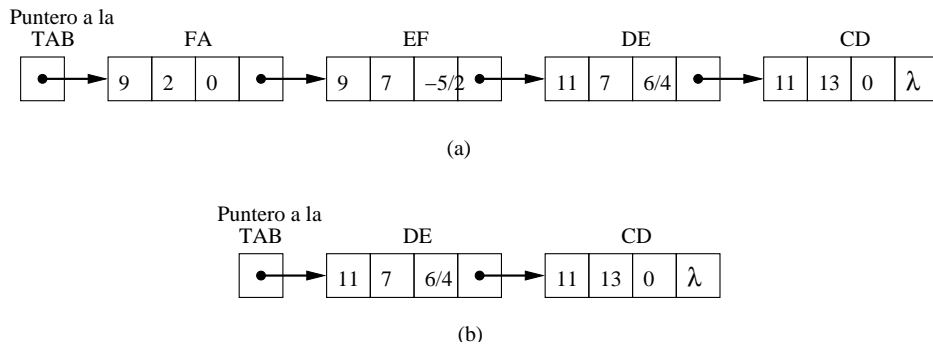 Puntero a la
TAB FA EF DE CD
9 2 0 9 7 −5/2 11 7 6/4 11 13 0 λ
(a)
Puntero a la
TAB DE CD
11 7 6/4 11 13 0 λ
(b)